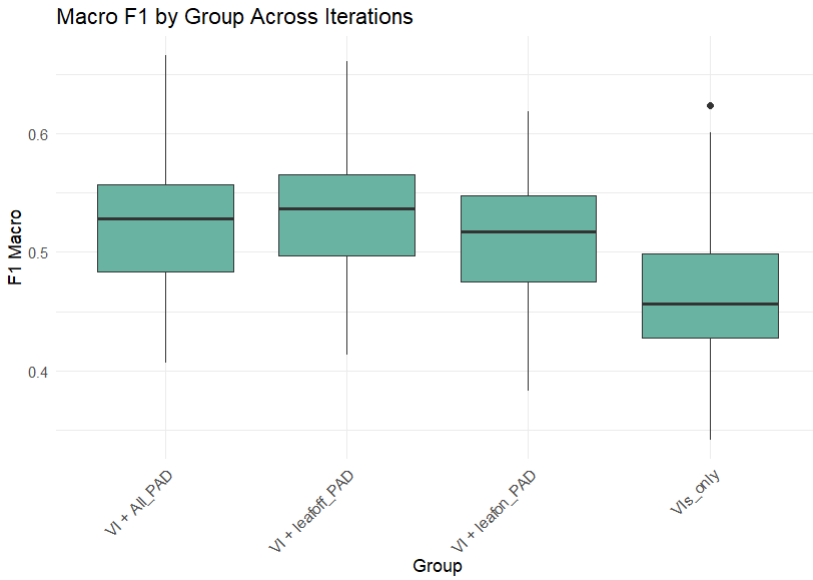 Macro F1 by Group Across Iterations
F1 Macro
0.6
0.5
0.4
VI + All_PAD
VI + leafoff_PAD
VI + leafon_PAD
VIs_only
Group